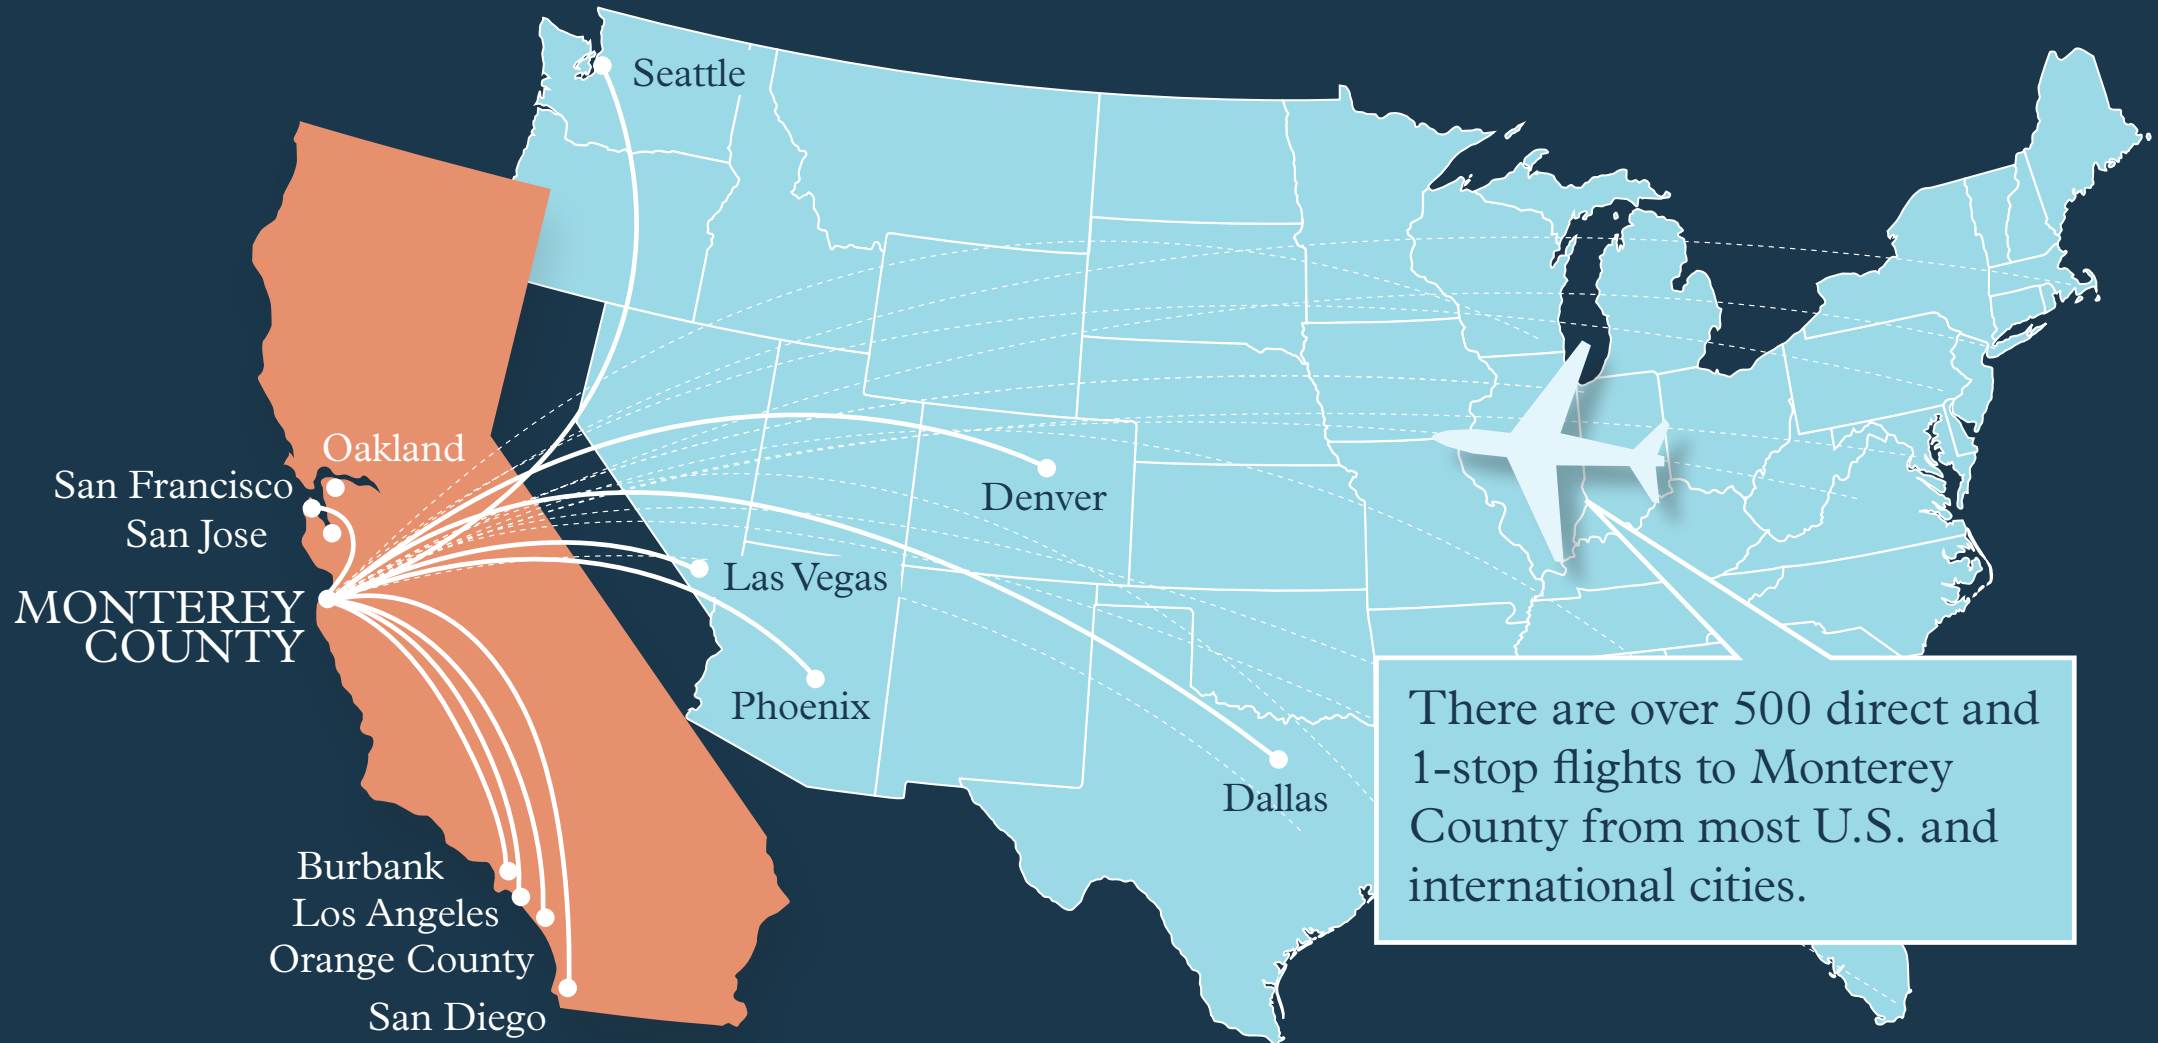 Seattle
Oakland
San Francisco
San Jose
MONTEREY
COUNTY
Denver
Las Vegas
Phoenix
Dallas
Burbank
Los Angeles
Orange County
San Diego
There are over 500 direct and
1-stop flights to Monterey
County from most U.S. and
international cities.